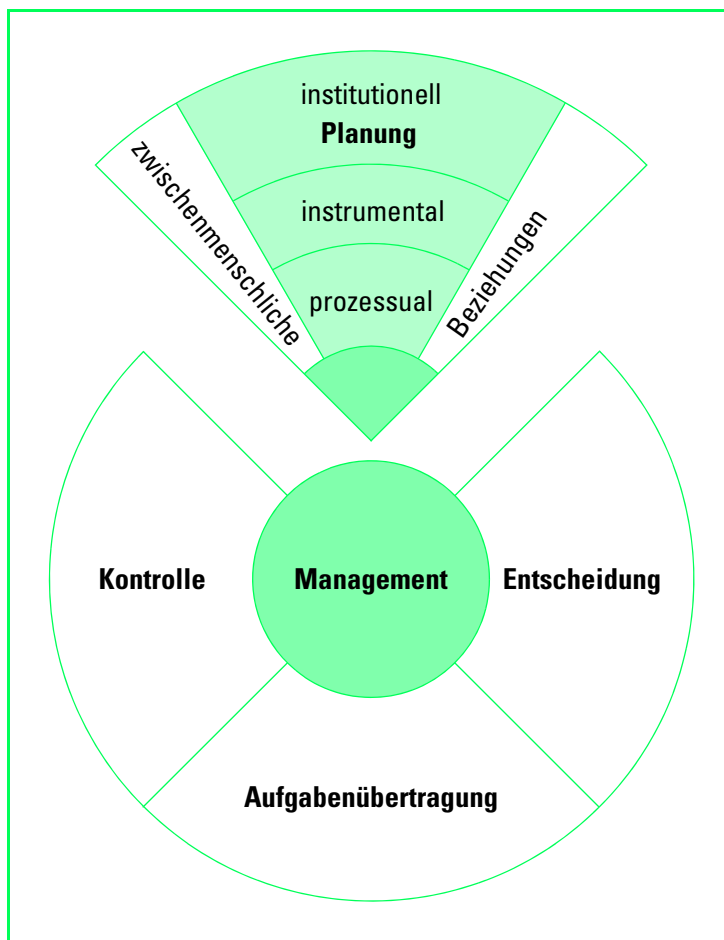 institutionell
Planung
zwischenmenschliche
instrumental
Beziehungen
prozessual
Kontrolle
Management
Entscheidung
Aufgabenübertragung